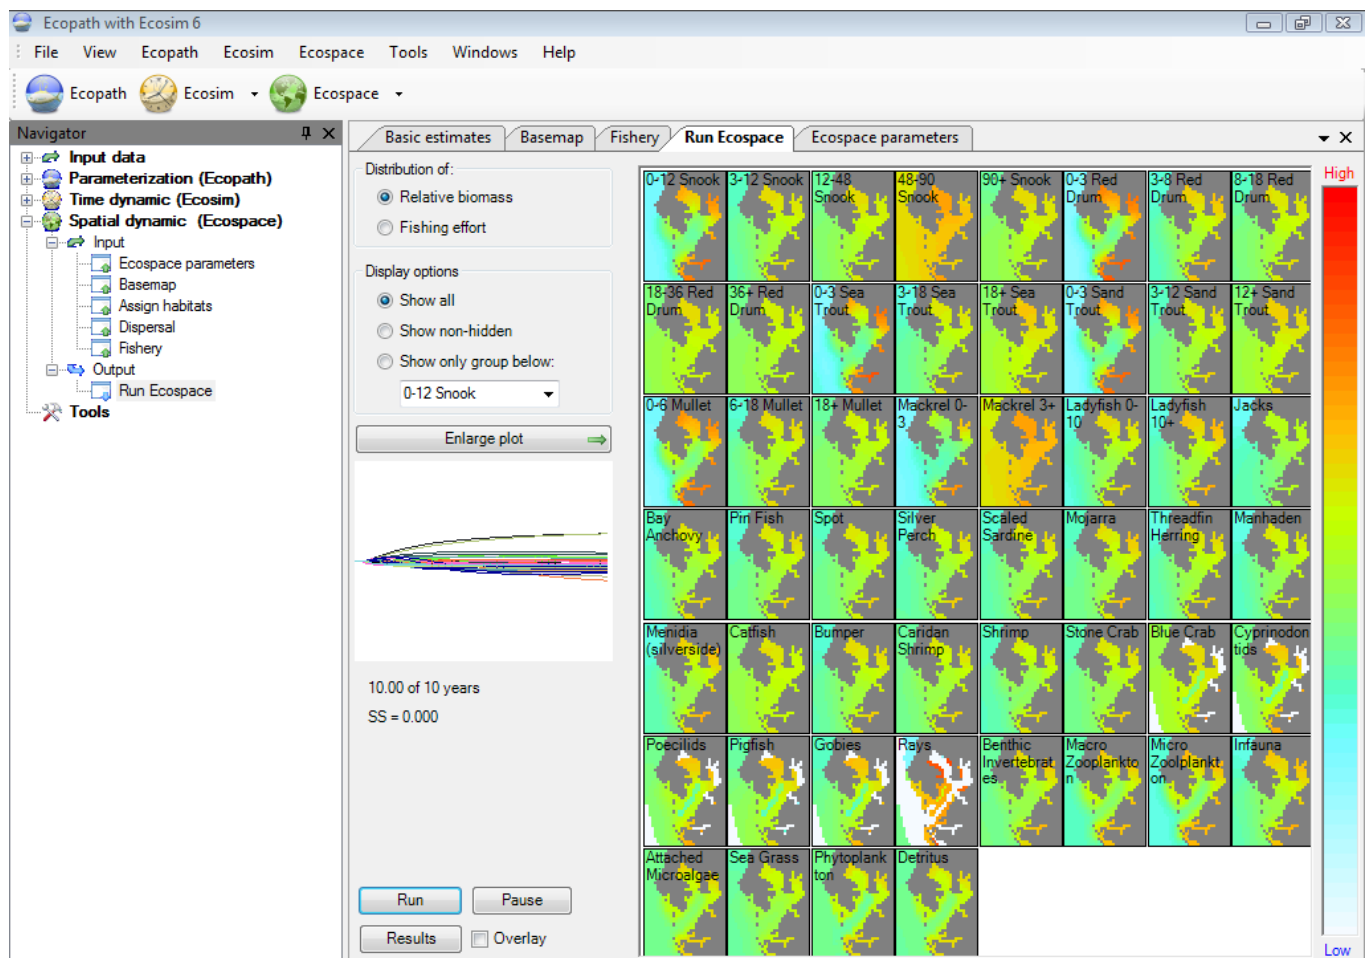 Ecopath with Ecosim 6
File View Ecopath Ecosim Ecospace Tools Windows Help
Ecopath Ecosim Ecospace
Navigator
Input data
Parameterization (Ecopath)
Time dynamic (Ecosim)
Spatial dynamic (Ecospace)
Input
Ecospace parameters
Basemap
Assign habitats
Dispersal
Fishery
Output
Run Ecospace
Tools
Basic estimates Basemap Fishery Run Ecospace Ecospace parameters
Distribution of:
Relative biomass
Fishing effort
Display options
Show all
Show non-hidden
Show only group below:
0-12 Snook
Enlarge plot
10.00 of 10 years
SS = 0.000
Run Pause
Results Overlay
0-12 Snook 3-12 Snook 12-48 48-90 90+ Snook 0-3 Red 3-8 Red 8-18 Red
Snook Snook Drum Drum Drum
18-36 Red 36+ Red 0-3 Sea 3-18 Sea 18+ Sea 0-3 Sand 3-12 Sand 12+ Sand
Drum Drum Trout Trout Trout Trout Trout Trout
0-6 Mullet 6-18 Mullet 18+ Mullet Mackrel 0- Mackrel 3+ Ladyfish 0- Ladyfish Jacks
3 10 10+
Bay Pin Fish Spot Silver Scaled Mojarra Threadfin Manhaden
Anchovy Perch Sardine Herring
Menidia Catfish Bumper Caridan Shrimp Stone Crab Blue Crab Cyprinodon
(silverside) Shrimp tids
Poecilids Pigfish Gobies Rays Benthic Macro Micro Infauna
Invertebrat Zooplankto Zoolplankt
es n on
Attached Sea Grass Phytoplank Detritus
Microalgae ton
High
Low